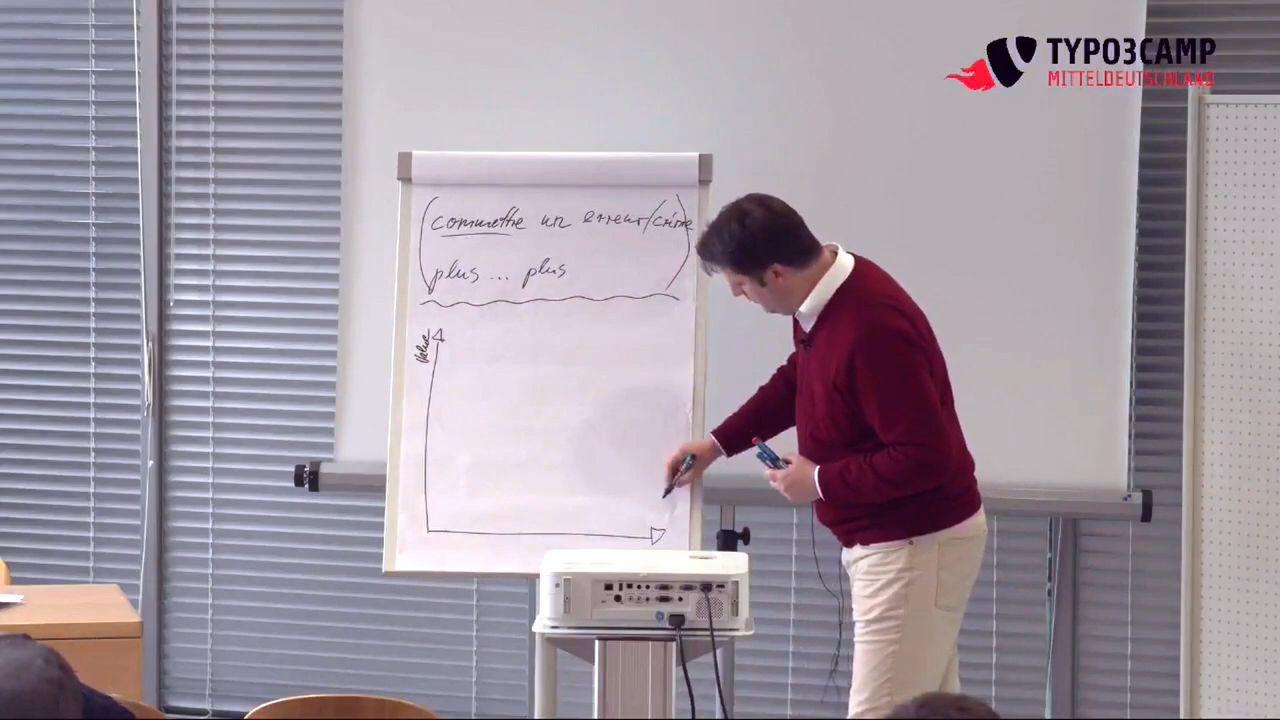 TYPO3CAMP
MITTELDEUTSCHLAND
(commettre un erreur/crime
plus ... plus)
Value